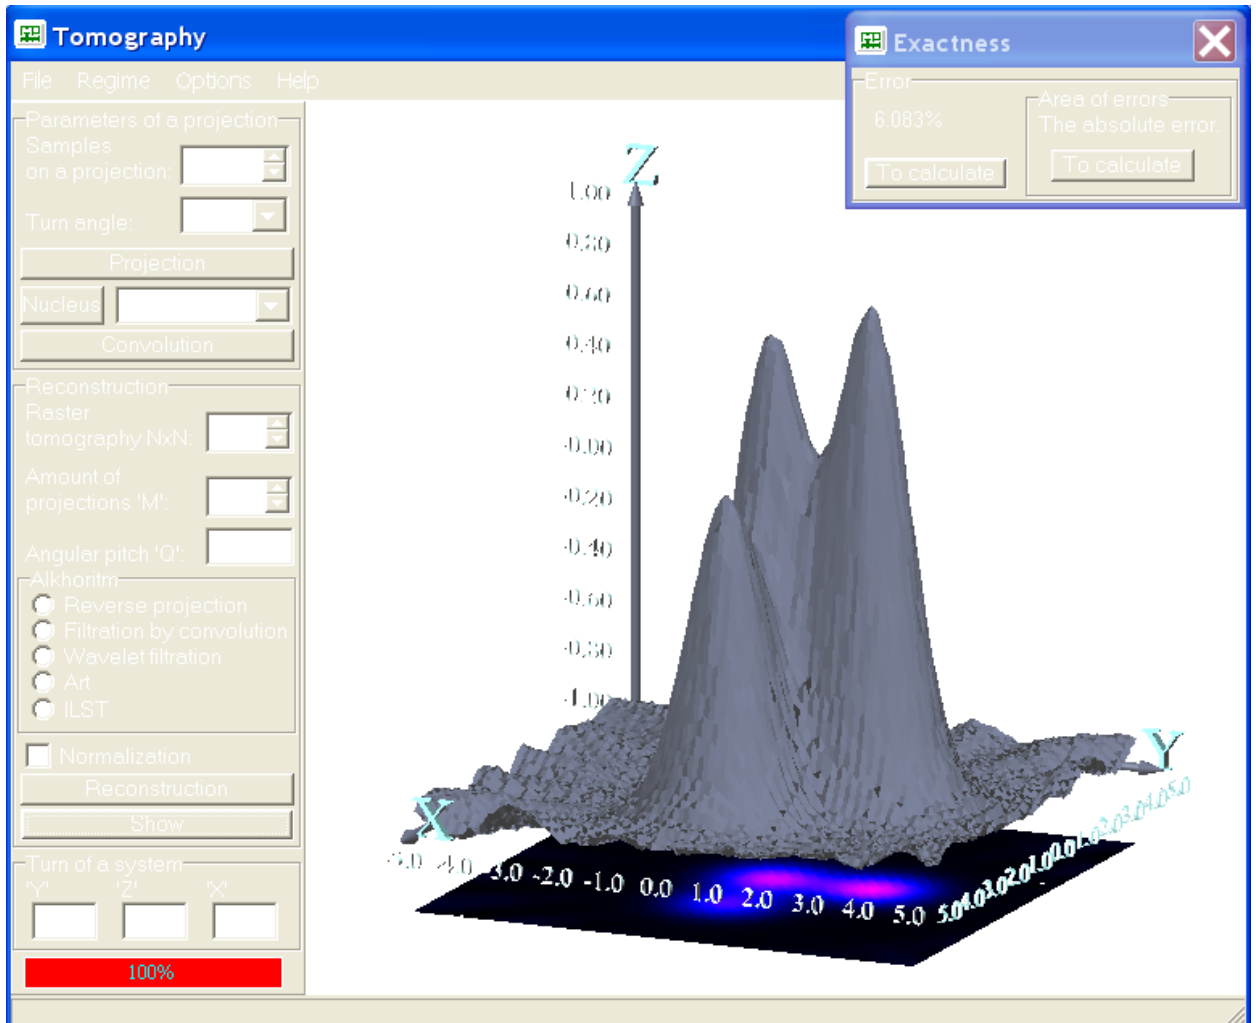 Tomography
Exactness
File Regime Options Help
Error
6.083%
To calculate
Area of errors
The absolute error.
To calculate
Parameters of a projection
Samples
on a projection:
Turn angle:
Projection
Nucleus
Convolution
Reconstruction
Raster
tomography NxN:
Amount of
projections 'M':
Angular pitch 'Q':
Alkhoritm
Reverse projection
Filtration by convolution
Wavelet filtration
Art
ILST
Normalization
Reconstruction
Show
Turn of a system
'Y' 'Z' 'X'
100%
Z
1.00
0.80
0.60
0.40
0.20
-0.00
-0.20
-0.40
-0.60
-0.80
-1.00
Y
X
-5.0 -4.0 -3.0 -2.0 -1.0 0.0 1.0 2.0 3.0 4.0 5.0